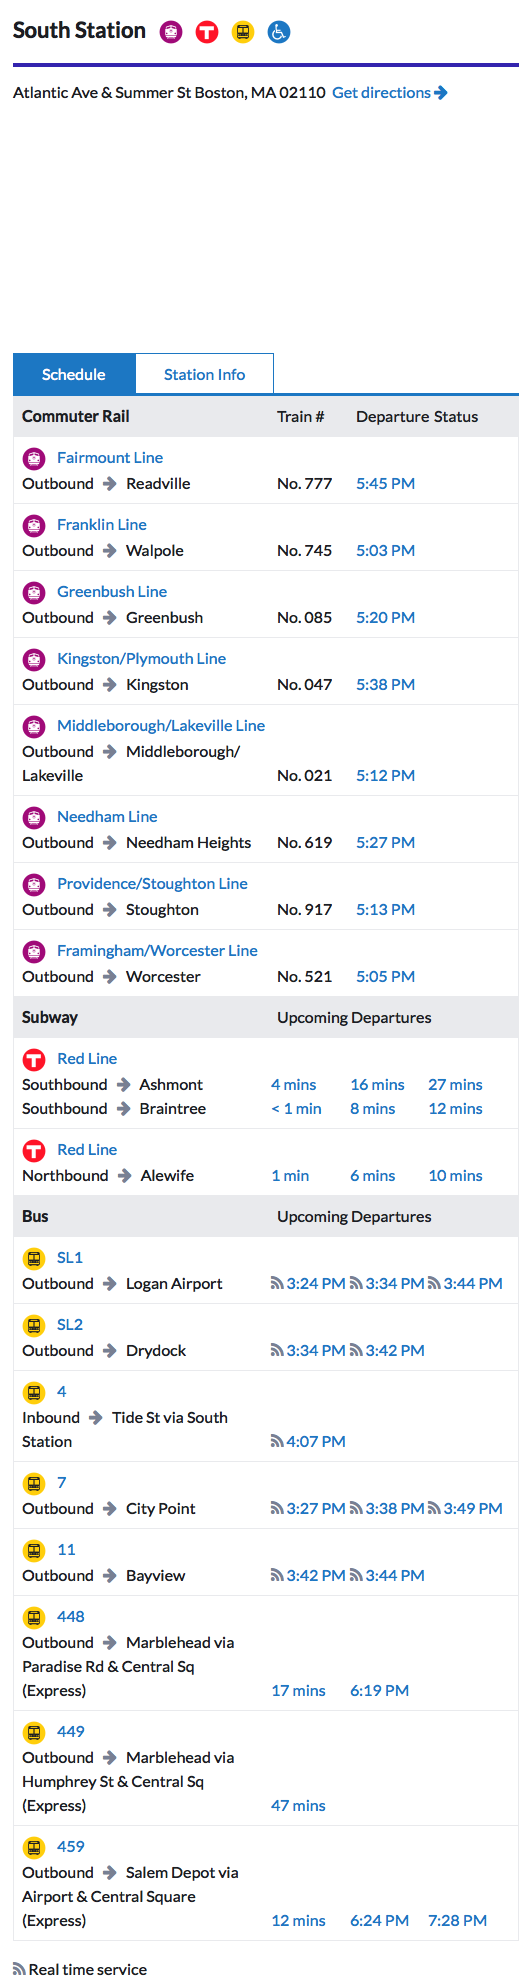 South Station
Atlantic Ave & Summer St Boston, MA 02110 Get directions
Schedule Station Info
Commuter Rail Train # Departure Status
Fairmount Line
Outbound Readville No. 777 5:45 PM
Franklin Line
Outbound Walpole No. 745 5:03 PM
Greenbush Line
Outbound Greenbush No. 085 5:20 PM
Kingston/Plymouth Line
Outbound Kingston No. 047 5:38 PM
Middleborough/Lakeville Line
Outbound Middleborough/
Lakeville No. 021 5:12 PM
Needham Line
Outbound Needham Heights No. 619 5:27 PM
Providence/Stoughton Line
Outbound Stoughton No. 917 5:13 PM
Framingham/Worcester Line
Outbound Worcester No. 521 5:05 PM
Subway Upcoming Departures
Red Line
Southbound Ashmont 4 mins 16 mins 27 mins
Southbound Braintree < 1 min 8 mins 12 mins
Red Line
Northbound Alewife 1 min 6 mins 10 mins
Bus Upcoming Departures
SL1
Outbound Logan Airport 3:24 PM 3:34 PM 3:44 PM
SL2
Outbound Drydock 3:34 PM 3:42 PM
4
Inbound Tide St via South
Station 4:07 PM
7
Outbound City Point 3:27 PM 3:38 PM 3:49 PM
11
Outbound Bayview 3:42 PM 3:44 PM
448
Outbound Marblehead via
Paradise Rd & Central Sq
(Express) 17 mins 6:19 PM
449
Outbound Marblehead via
Humphrey St & Central Sq
(Express) 47 mins
459
Outbound Salem Depot via
Airport & Central Square
(Express) 12 mins 6:24 PM 7:28 PM
Real time service